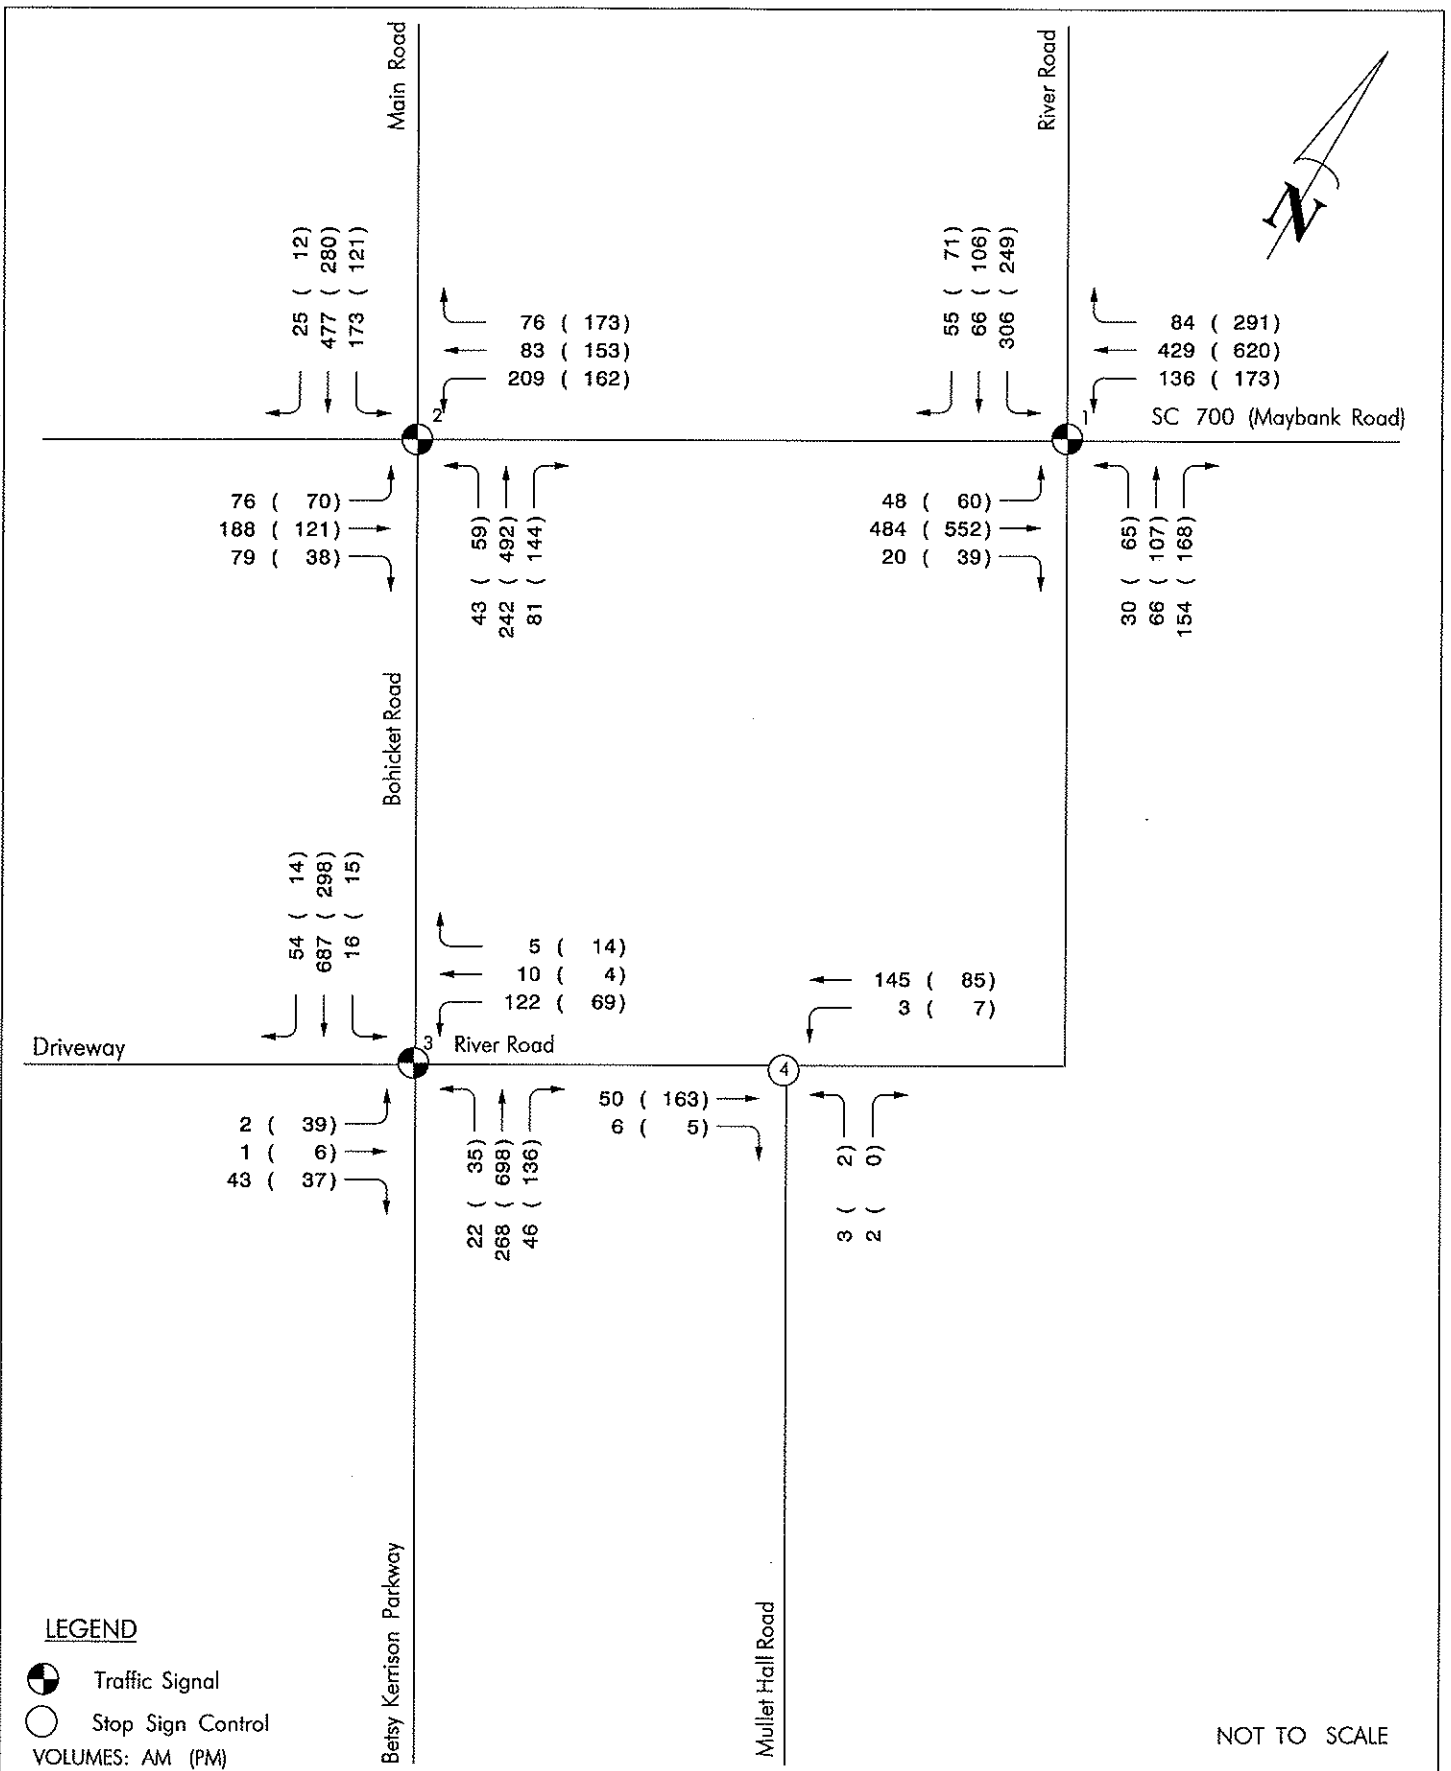 Main Road
River Road
N
25 ( 12)
477 ( 280)
173 ( 121)
76 ( 173)
83 ( 153)
209 ( 162)
55 ( 71)
66 ( 106)
306 ( 249)
84 ( 291)
429 ( 620)
136 ( 173)
2
1
SC 700 (Maybank Road)
76 ( 70)
188 ( 121)
79 ( 38)
43 ( 59)
242 ( 492)
81 ( 144)
48 ( 60)
484 ( 552)
20 ( 39)
30 ( 65)
66 ( 107)
154 ( 168)
Bohicket Road
54 ( 14)
687 ( 298)
16 ( 15)
5 ( 14)
10 ( 4)
122 ( 69)
145 ( 85)
3 ( 7)
Driveway
3
River Road
4
2 ( 39)
1 ( 6)
43 ( 37)
22 ( 35)
268 ( 698)
46 ( 136)
50 ( 163)
6 ( 5)
3 ( 2)
2 ( 0)
Betsy Kerrison Parkway
Mullet Hall Road
LEGEND
Traffic Signal
Stop Sign Control
VOLUMES: AM (PM)
NOT TO SCALE